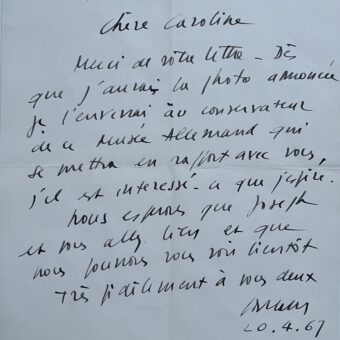 Chère Caroline
Merci de votre lettre - Dès
que j'aurais la photo annoncée
je l'enverrai au conservateur
de ce Musée Allemand qui
se mettra en rapport avec vous,
s'il est interessé - ce que j'espère.
Nous espérons que Joseph
et vous allez bien et que
nous pourrons vous voir bientôt
Très fidèlement à vous deux
20.4.67